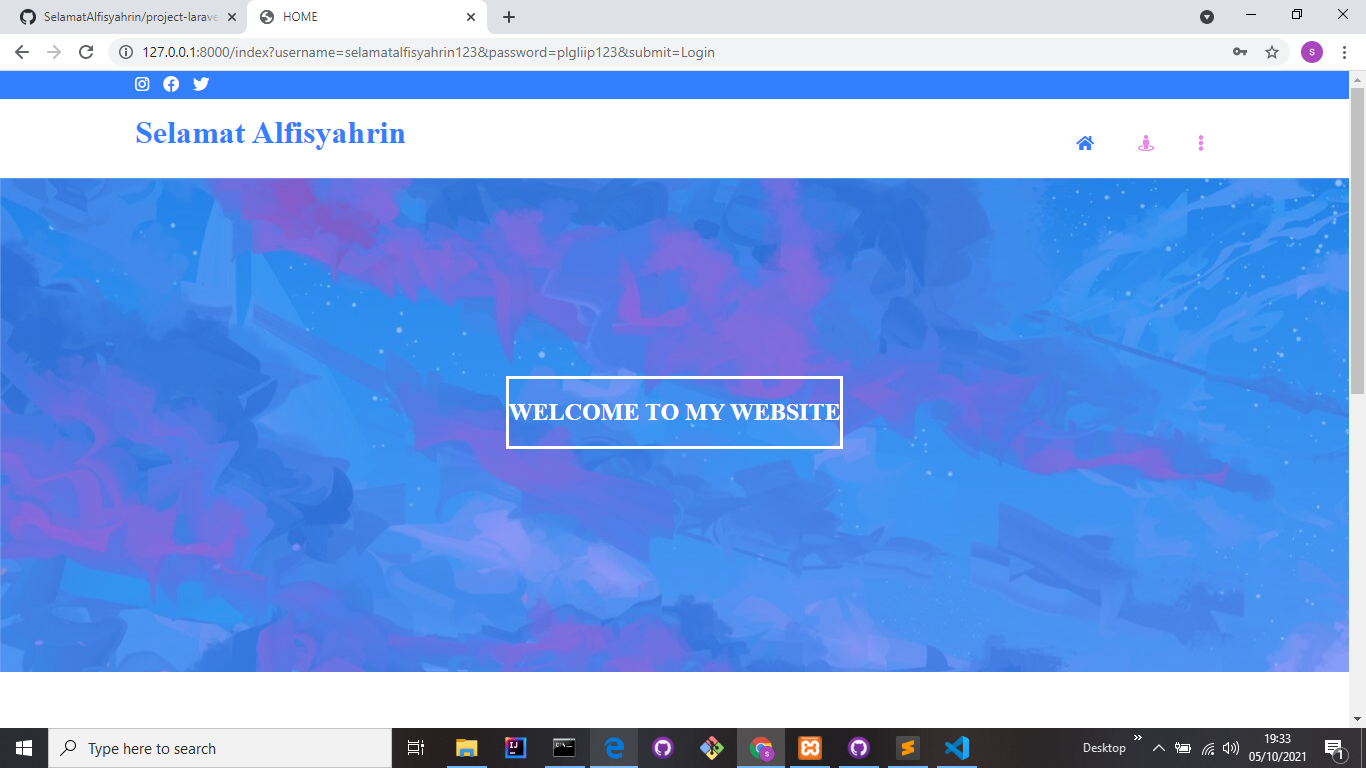 SelamatAlfisyahrin/project-larave
HOME
127.0.0.1:8000/index?username=selamatalfisyahrin123&password=plgliip123&submit=Login
s
Selamat Alfisyahrin
WELCOME TO MY WEBSITE
Type here to search
Desktop
19:33
05/10/2021
1